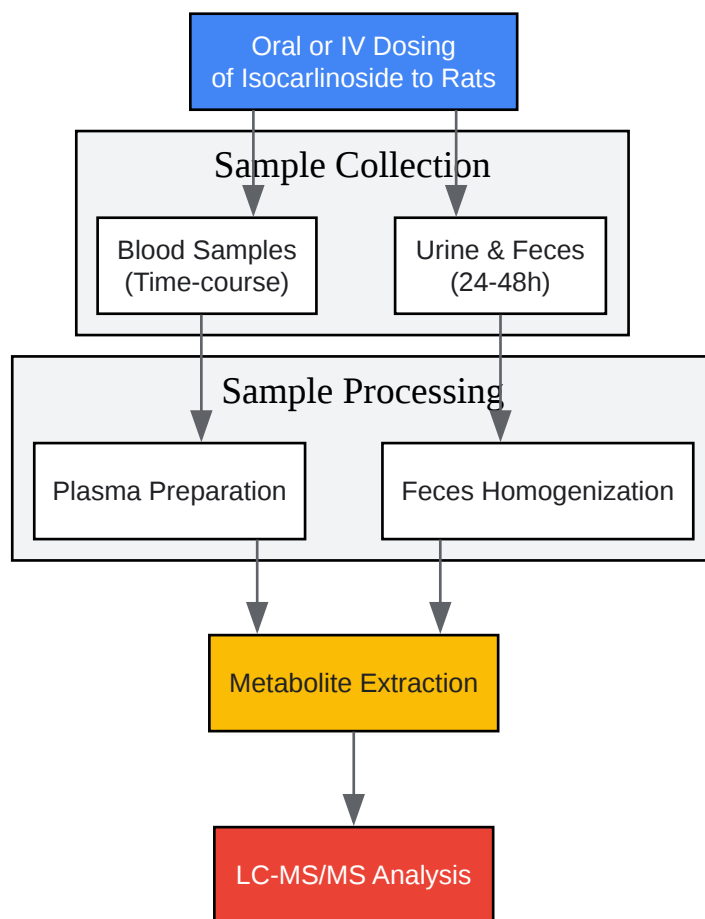 Oral or IV Dosing
of Isocarlinoside to Rats
Sample Collection
Blood Samples
(Time-course)
Urine & Feces
(24-48h)
Sample Processing
Plasma Preparation
Feces Homogenization
Metabolite Extraction
LC-MS/MS Analysis